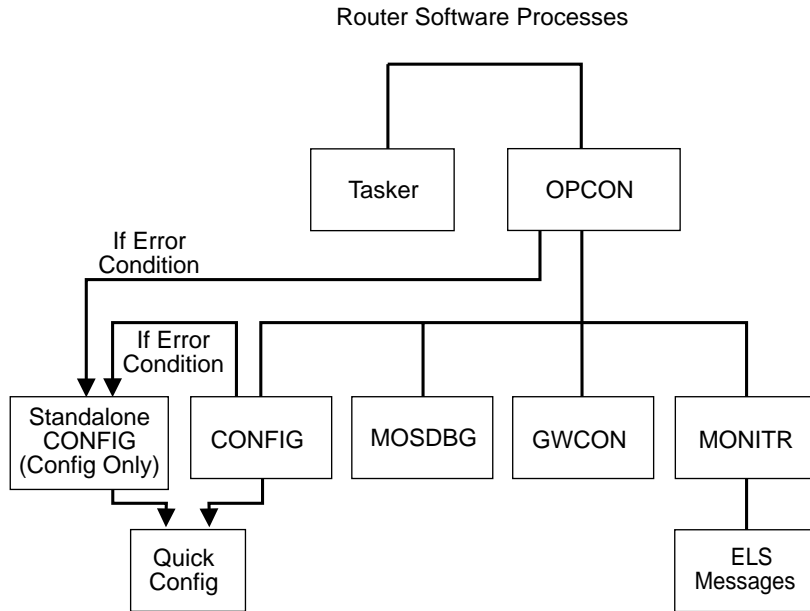 Router Software Processes
Tasker
OPCON
If Error
Condition
If Error
Condition
Standalone
CONFIG
(Config Only)
CONFIG
MOSDBG
GWCON
MONITR
Quick
Config
ELS
Messages